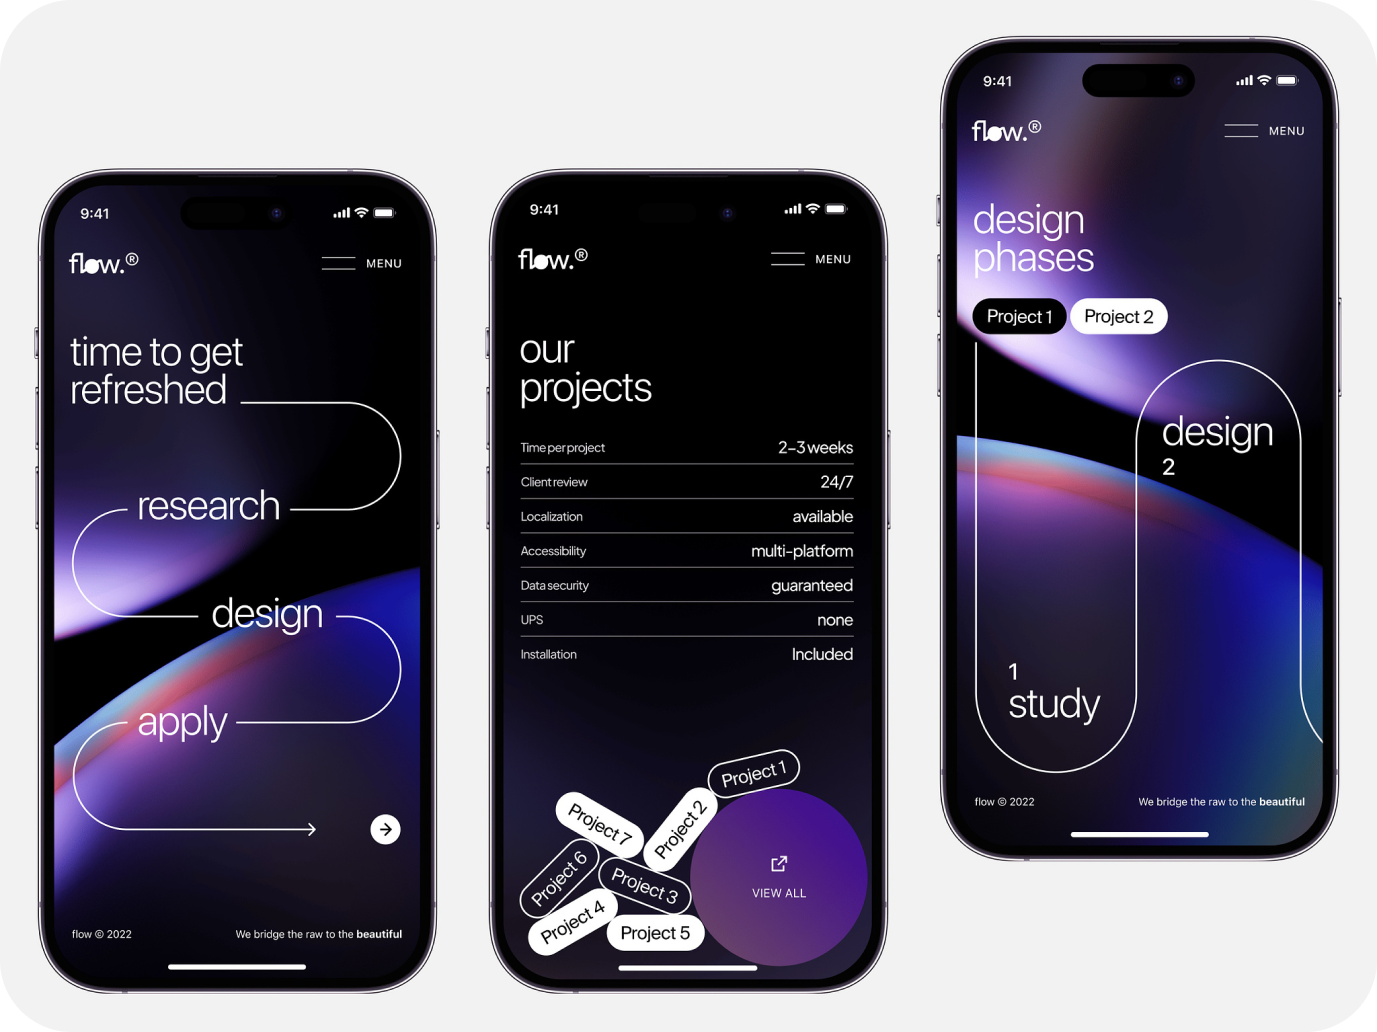 9:41
flow.®
MENU
time to get
refreshed
research
design
apply
flow © 2022
We bridge the raw to the beautiful
9:41
flow.®
MENU
our
projects
Time per project
2–3 weeks
Client review
24/7
Localization
available
Accessibility
multi-platform
Data security
guaranteed
UPS
none
Installation
Included
Project 1
Project 2
Project 7
Project 6
Project 3
Project 4
Project 5
VIEW ALL
9:41
flow.®
MENU
design
phases
Project 1
Project 2
design
2
1
study
flow © 2022
We bridge the raw to the beautiful